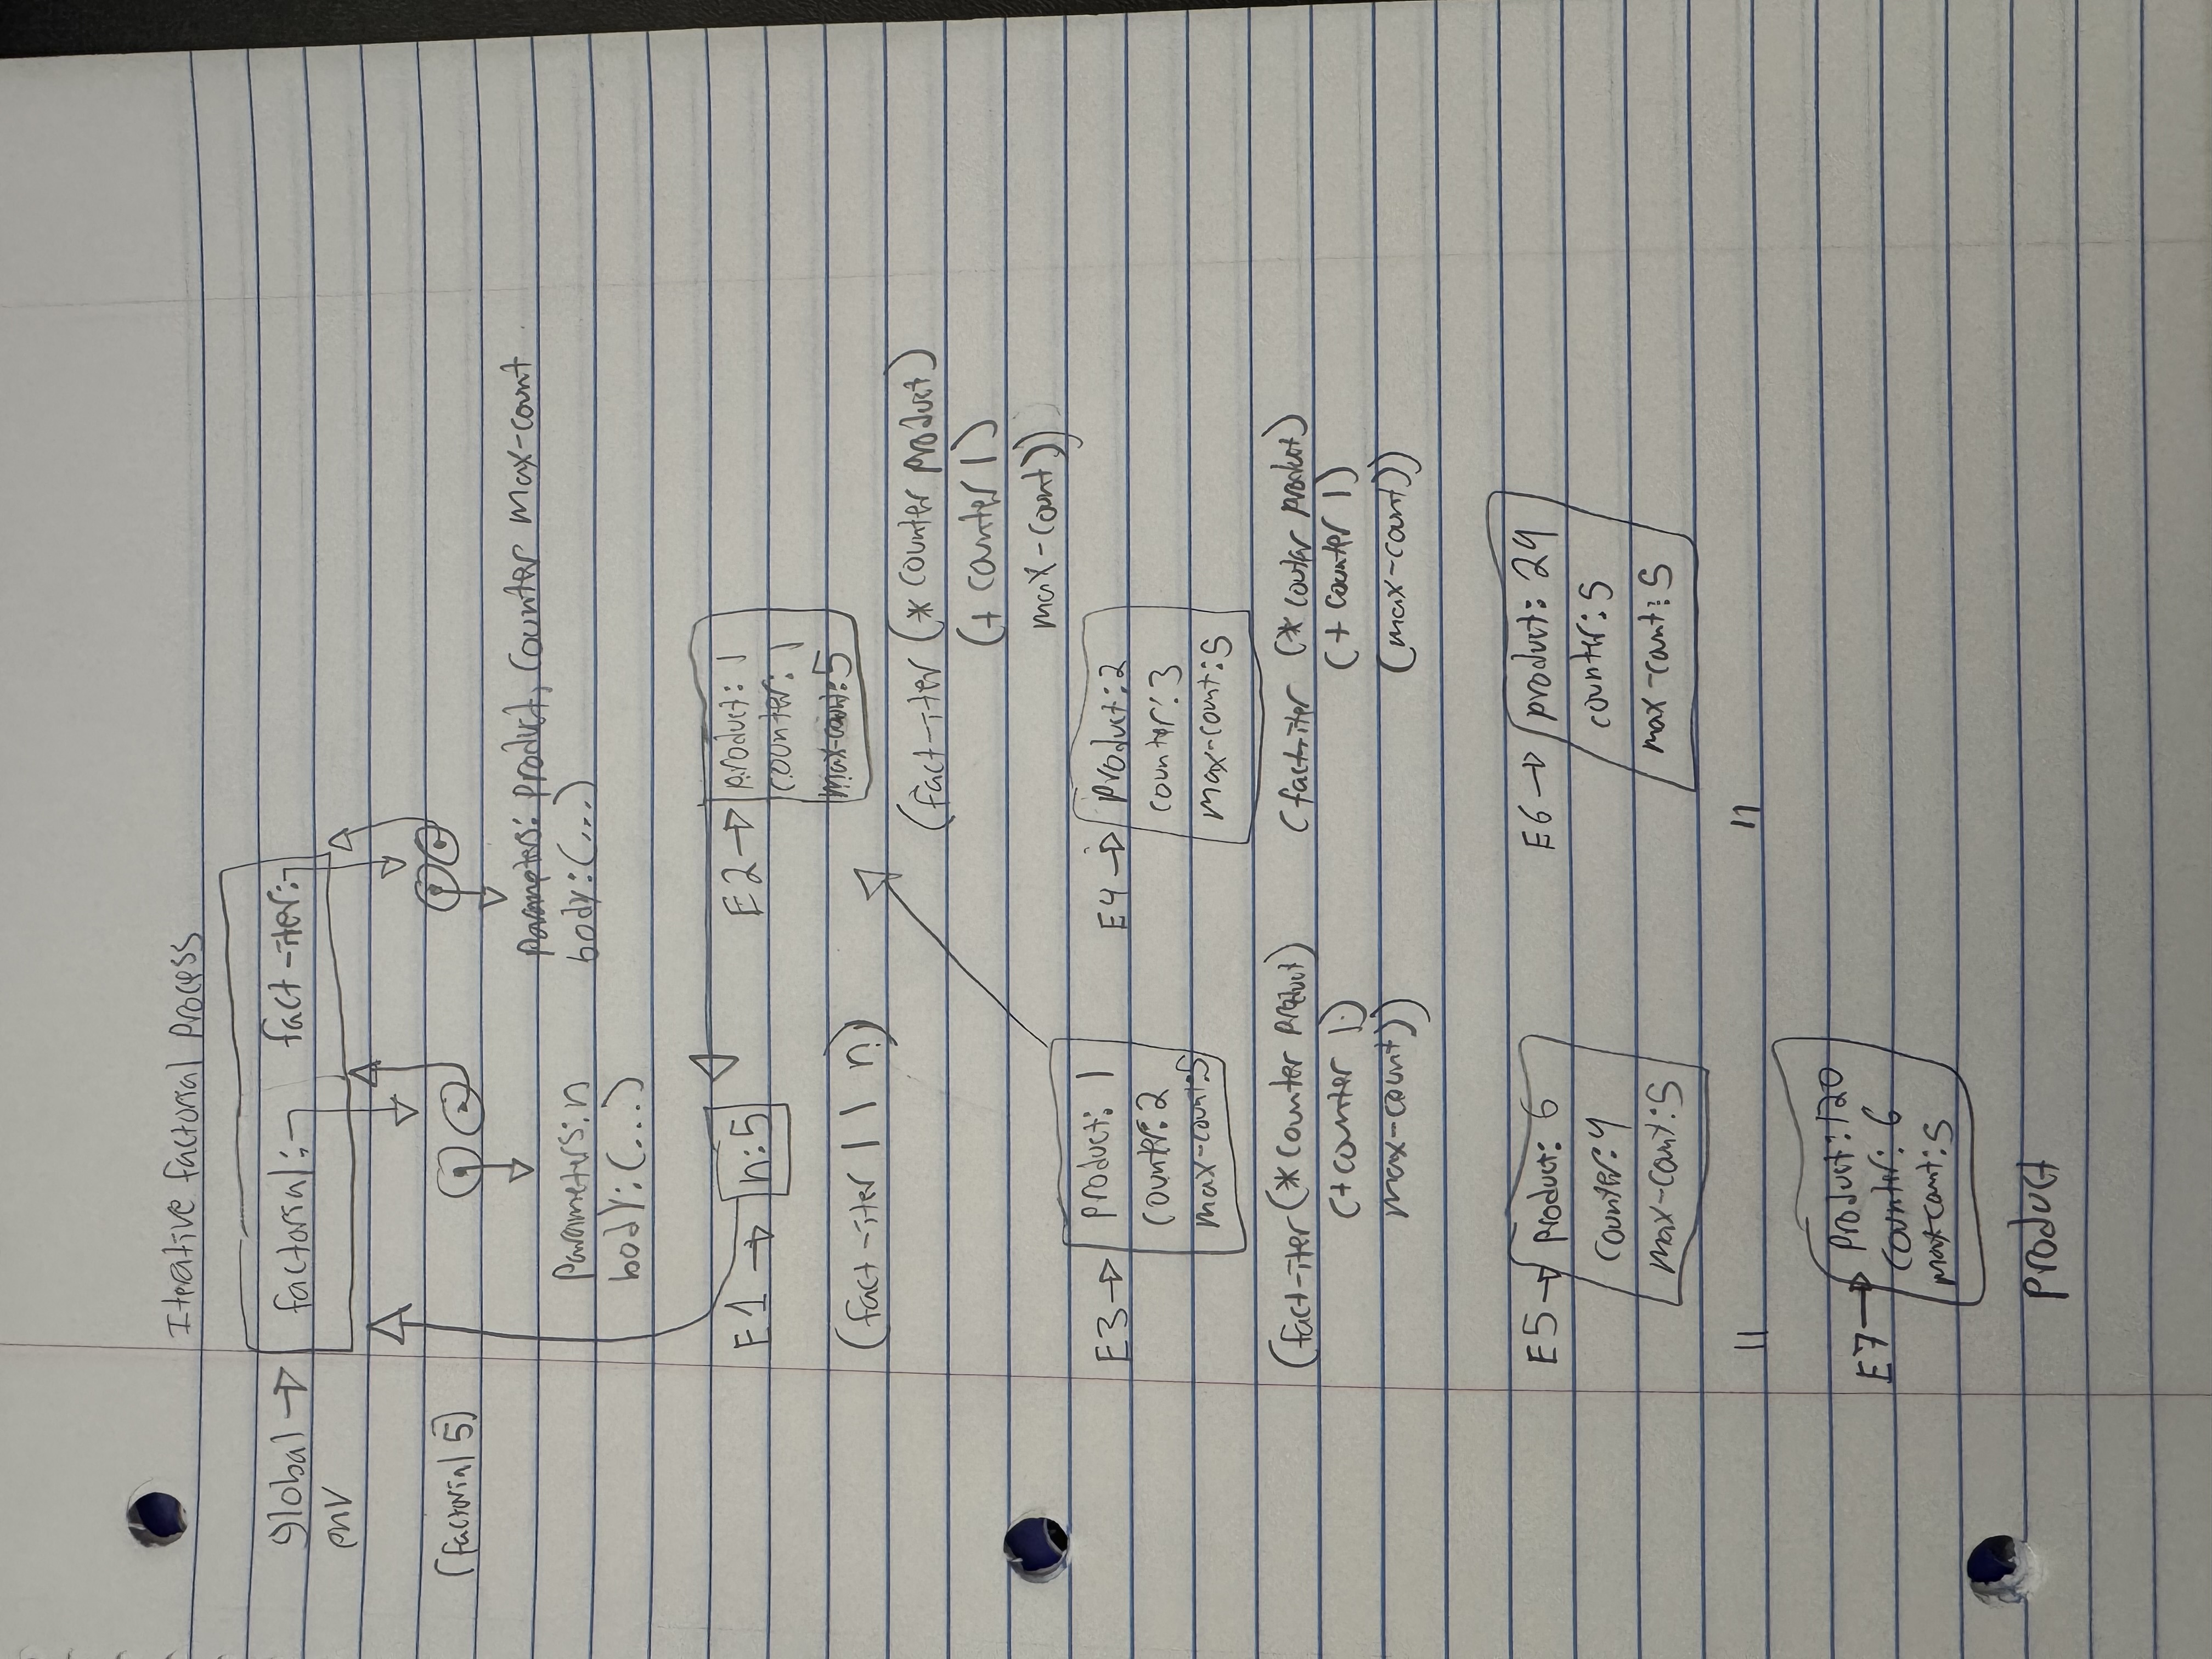 Iterative factorial process
global env
factorial: fact-iter:
(factorial 5)
Parameters: n
body: (...)
Parameters: product, counter max-count
body: (...)
E1
n: 5
(fact-iter 1 1 n)
E2
product: 1
counter: 1
max-count: 5
(fact-iter (* counter product)
(+ counter 1)
max-count))
E3
product: 1
counter: 2
max-count: 5
(fact-iter (* counter product)
(+ counter 1)
max-count))
E4
product: 2
counter: 3
max-count: 5
(fact-iter (* couter product)
(+ counter 1)
(max-count))
E5
product: 6
counter: 4
max-count: 5
11
E6
product: 24
counter: 5
max-count: 5
11
E7
product: 120
counter: 6
max-count: 5
product